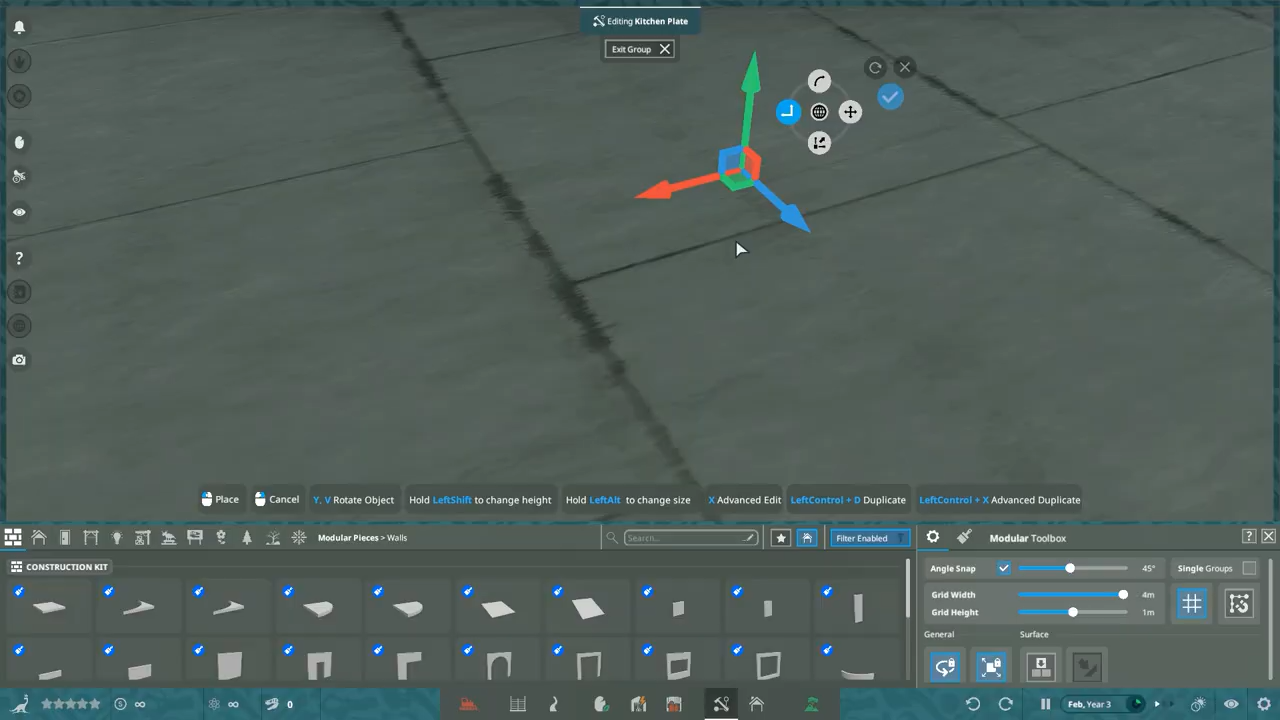 Editing Kitchen Plate
Exit Group
Place
Cancel
Y, V Rotate Object
Hold LeftShift to change height
Hold LeftAlt to change size
X Advanced Edit
LeftControl + D Duplicate
LeftControl + X Advanced Duplicate
Modular Pieces > Walls
Search...
Filter Enabled
Modular Toolbox
?
CONSTRUCTION KIT
Angle Snap
45°
Single Groups
Grid Width
4m
Grid Height
1m
General
Surface
∞
∞
0
Feb, Year 3